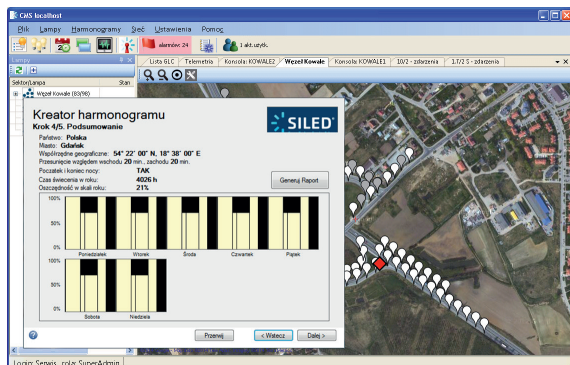 CMS localhost
Plik Lampy Harmonogramy Sieć Ustawienia Pomoc
alarmów: 24 1 akt.użytk.
Lampy
Lista GLC Telemetria Konsola: KOWALE2 Węzeł Kowale Konsola: KOWALE1 10/2 - zdarzenia 1.7/2 5 - zdarzenia
Sektor/Lampa Stan
Węzeł Kowale (83/98)
Kreator harmonogramu
Krok 4/5. Podsumowanie
SILED
Państwo: Polska
Miasto: Gdańsk
Współrzędne geograficzne: 54° 22' 00" N, 18° 38' 00" E
Przesunięcie względem wschodu 20 min., zachodu 20 min.
Początek i koniec nocy: TAK
Czas świecenia w roku: 4026 h
Oszczędność w skali roku: 21%
Generuj Raport
100%
50%
0%
Poniedziałek Wtorek Środa Czwartek Piątek
100%
50%
0%
Sobota Niedziela
Przerwij < Wstecz Dalej >
Login: Serwis, rola: SuperAdmin